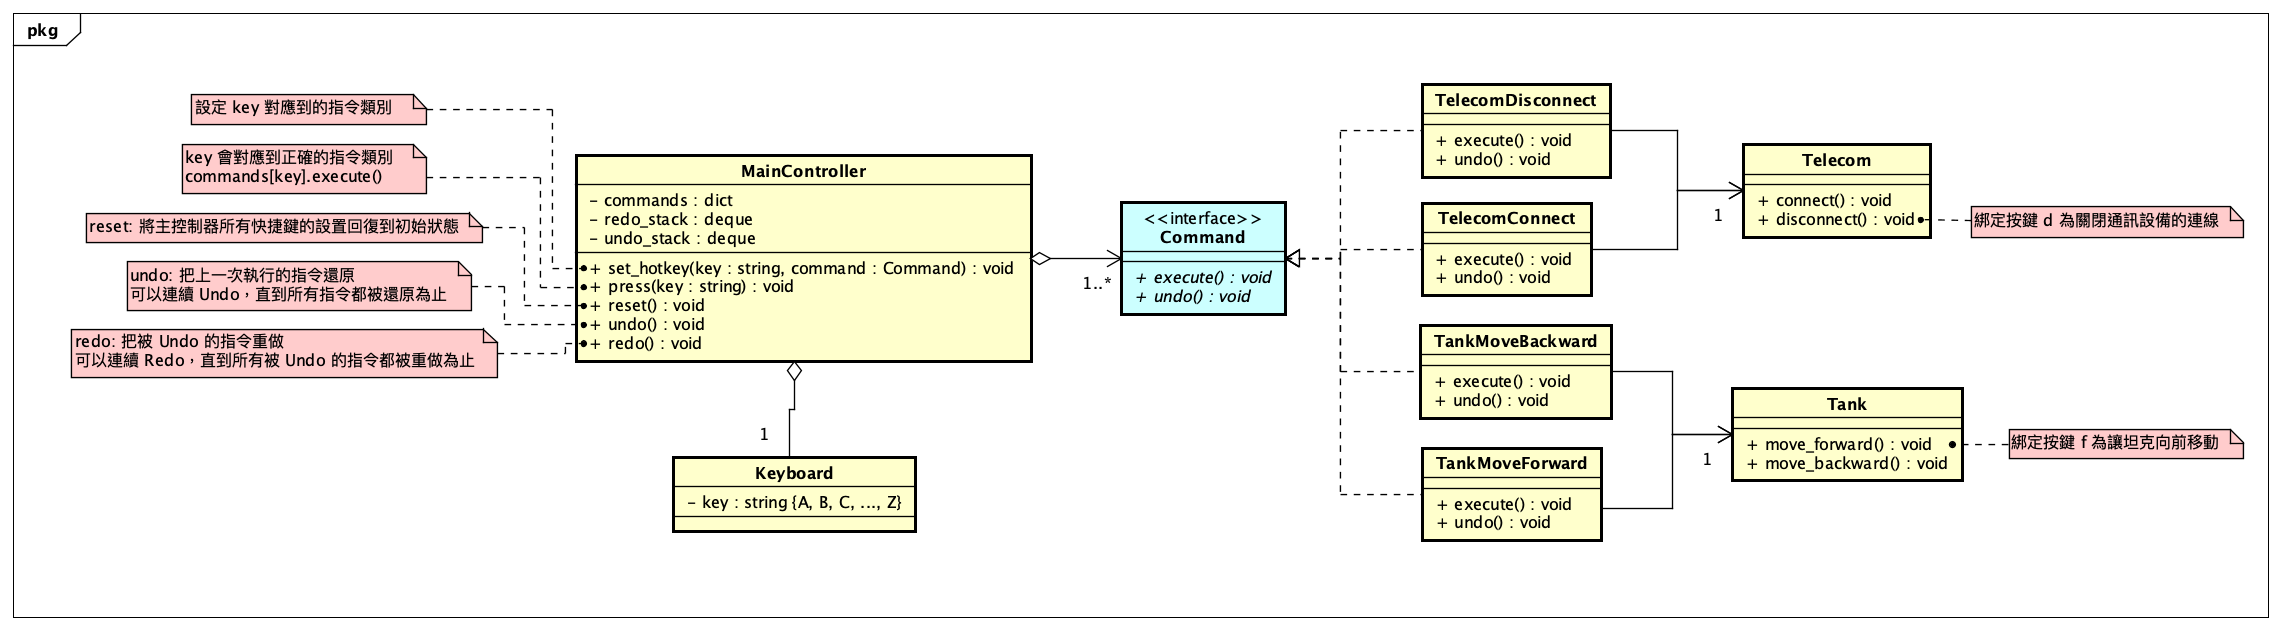 pkg
設定 key 對應到的指令類別
key 會對應到正確的指令類別
commands[key].execute()
reset: 將主控制器所有快捷鍵的設置回復到初始狀態
undo: 把上一次執行的指令還原
可以連續 Undo，直到所有指令都被還原為止
redo: 把被 Undo 的指令重做
可以連續 Redo，直到所有被 Undo 的指令都被重做為止
MainController
- commands : dict
- redo_stack : deque
- undo_stack : deque
+ set_hotkey(key : string, command : Command) : void
+ press(key : string) : void
+ reset() : void
+ undo() : void
+ redo() : void
1
Keyboard
- key : string {A, B, C, ..., Z}
1..*
<<interface>>
Command
+ execute() : void
+ undo() : void
TelecomDisconnect
+ execute() : void
+ undo() : void
TelecomConnect
+ execute() : void
+ undo() : void
TankMoveBackward
+ execute() : void
+ undo() : void
TankMoveForward
+ execute() : void
+ undo() : void
1
Telecom
+ connect() : void
+ disconnect() : void
綁定按鍵 d 為關閉通訊設備的連線
1
Tank
+ move_forward() : void
+ move_backward() : void
綁定按鍵 f 為讓坦克向前移動